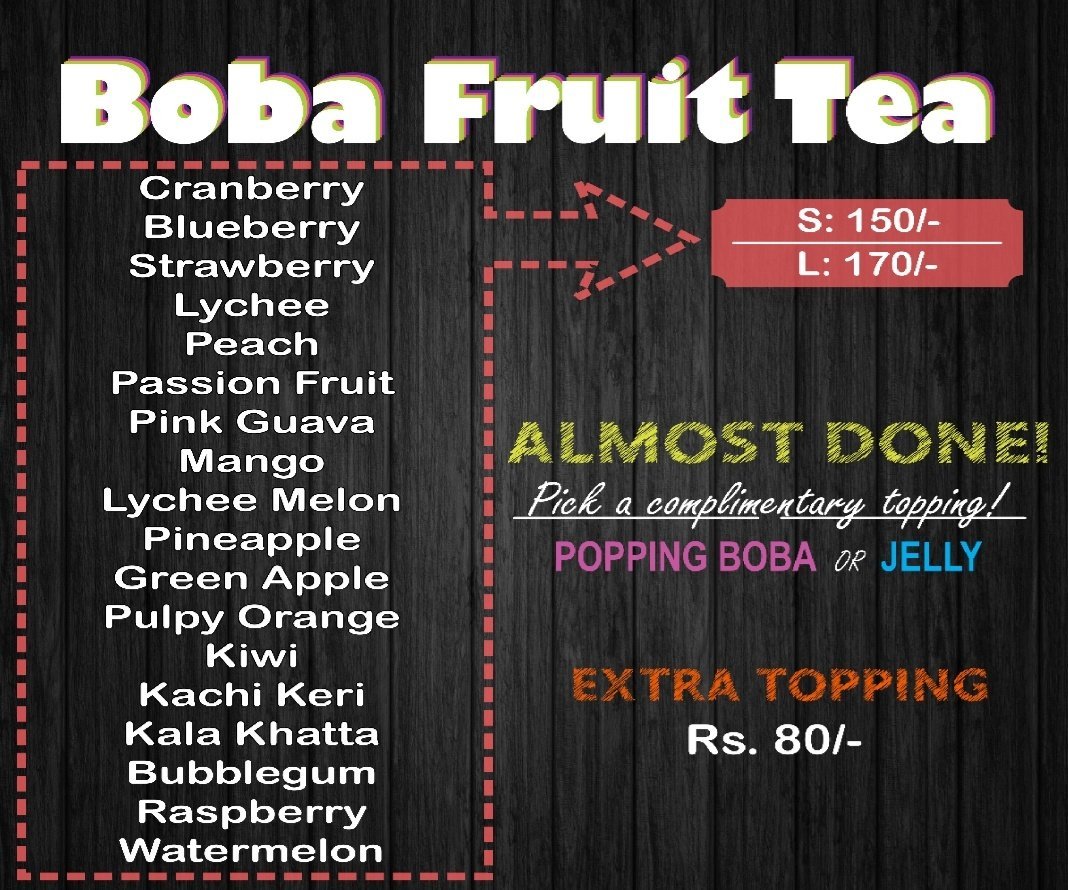 Boba Fruit Tea
Cranberry
Blueberry
Strawberry
Lychee
Peach
Passion Fruit
Pink Guava
Mango
Lychee Melon
Pineapple
Green Apple
Pulpy Orange
Kiwi
Kachi Keri
Kala Khatta
Bubblegum
Raspberry
Watermelon
S: 150/-
L: 170/-
ALMOST DONE!
Pick a complimentary topping!
POPPING BOBA OR JELLY
EXTRA TOPPING
Rs. 80/-